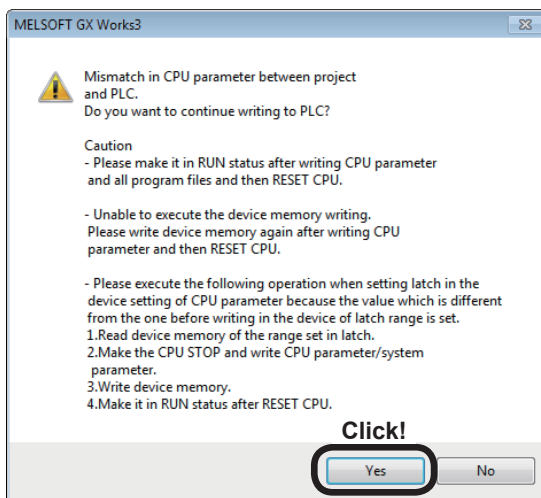 MELSOFT GX Works3
Mismatch in CPU parameter between project
and PLC.
Do you want to continue writing to PLC?
Caution
- Please make it in RUN status after writing CPU parameter
and all program files and then RESET CPU.
- Unable to execute the device memory writing.
Please write device memory again after writing CPU
parameter and then RESET CPU.
- Please execute the following operation when setting latch in the
device setting of CPU parameter because the value which is different
from the one before writing in the device of latch range is set.
1.Read device memory of the range set in latch.
2.Make the CPU STOP and write CPU parameter/system
parameter.
3.Write device memory.
4.Make it in RUN status after RESET CPU.
Click!
Yes No